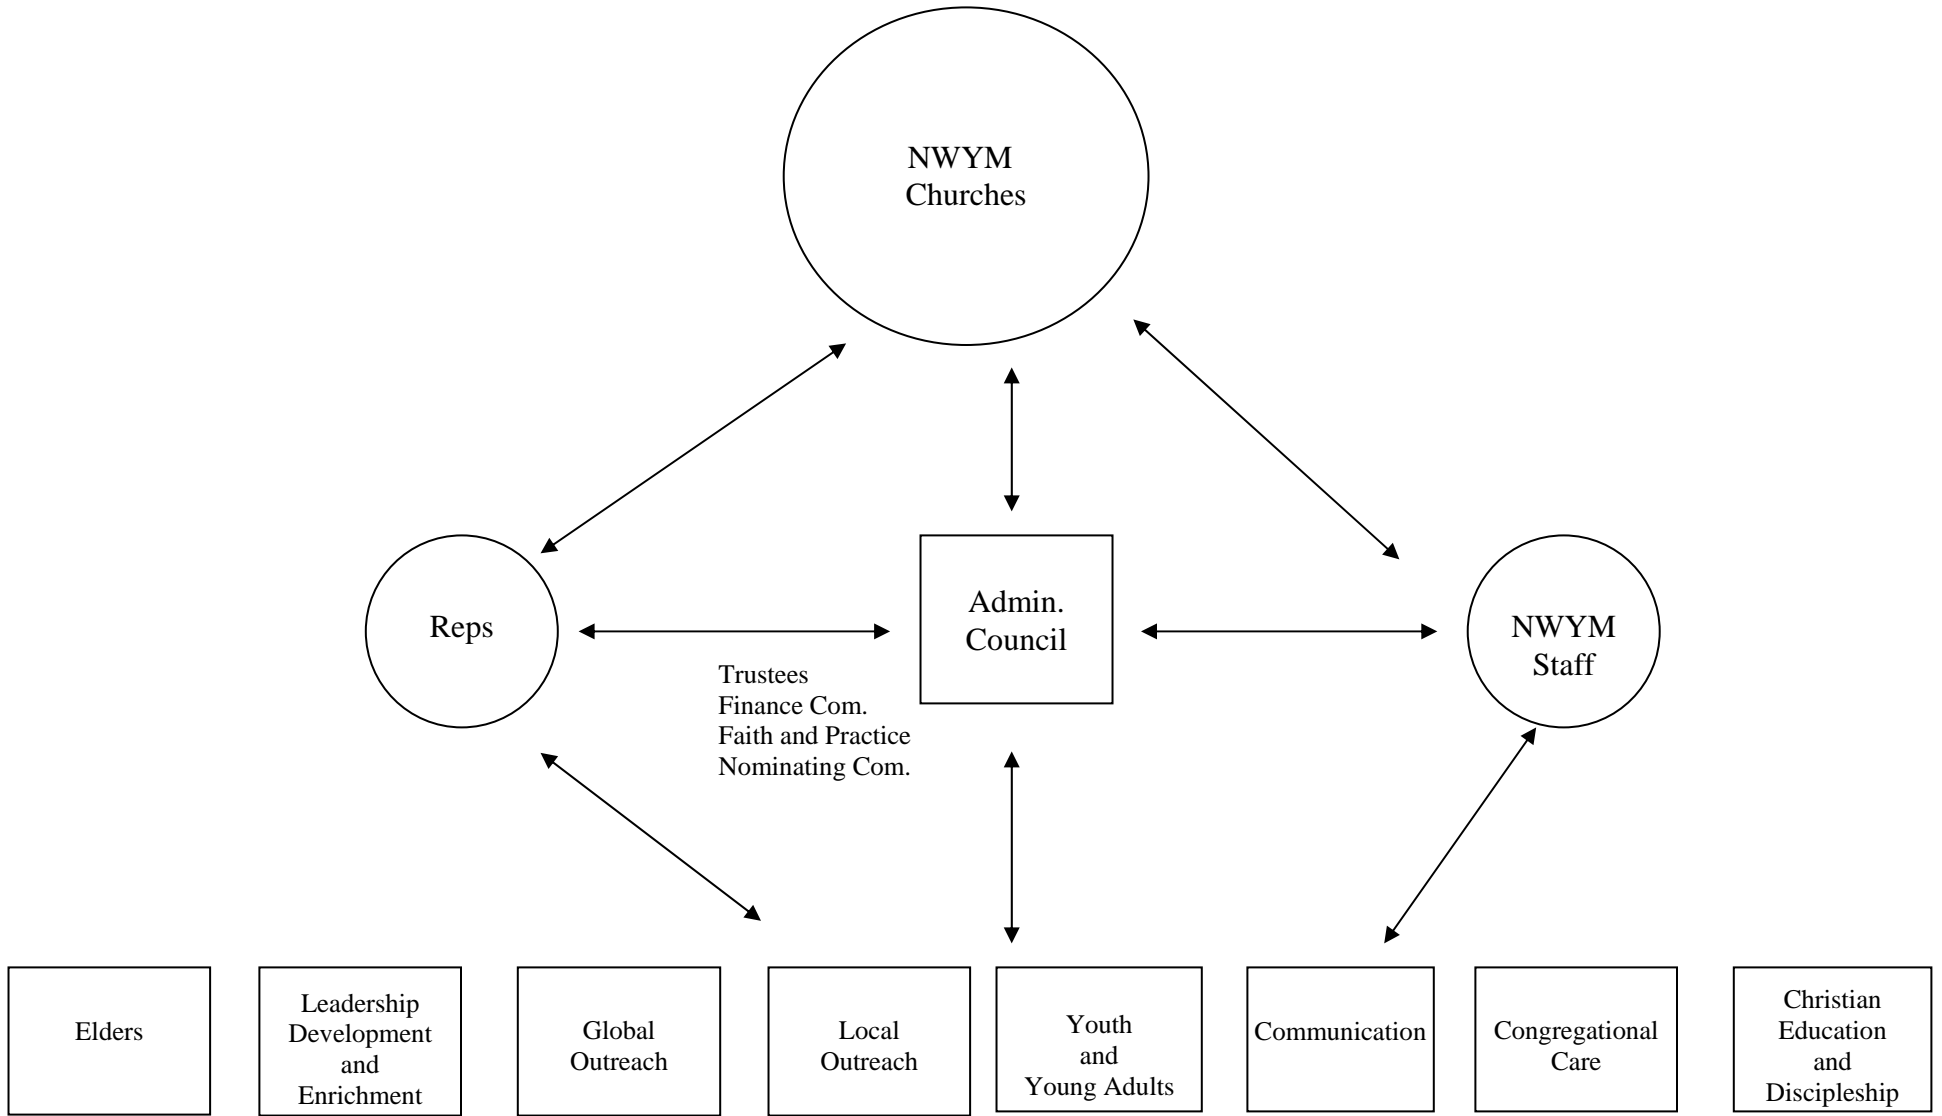 NWYM
Churches
Reps
Admin.
Council
NWYM
Staff
Trustees
Finance Com.
Faith and Practice
Nominating Com.
Elders
Leadership
Development
and
Enrichment
Global
Outreach
Local
Outreach
Youth
and
Young Adults
Communication
Congregational
Care
Christian
Education
and
Discipleship